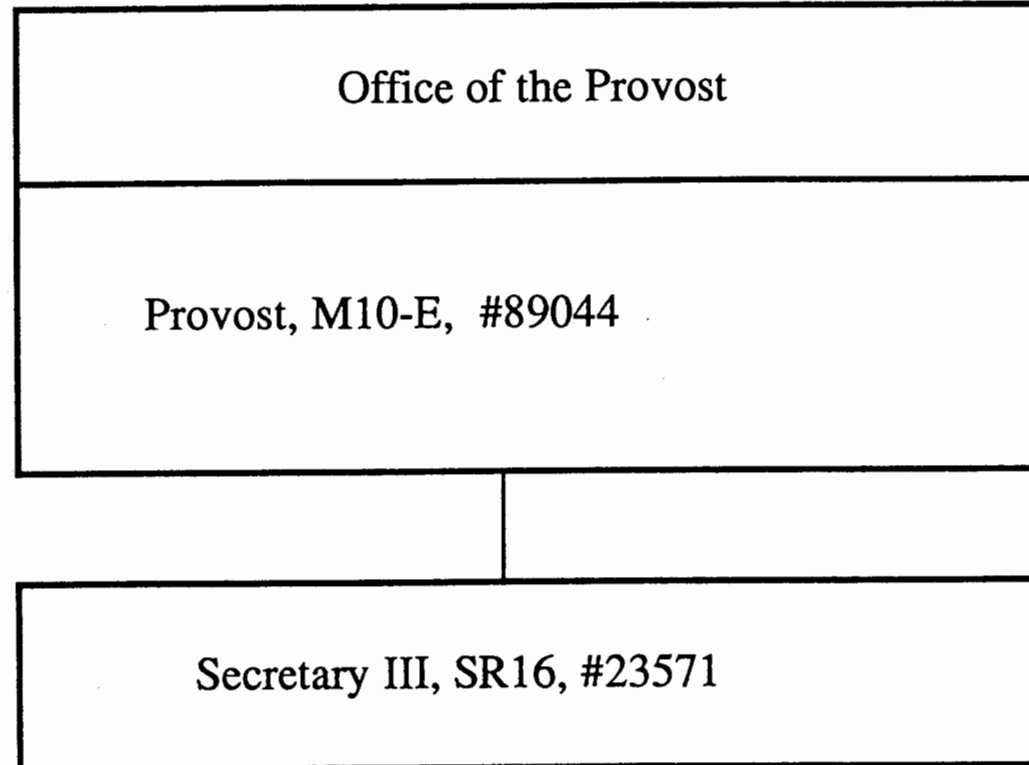 Office of the Provost
Provost, M10-E, #89044
Secretary III, SR16, #23571